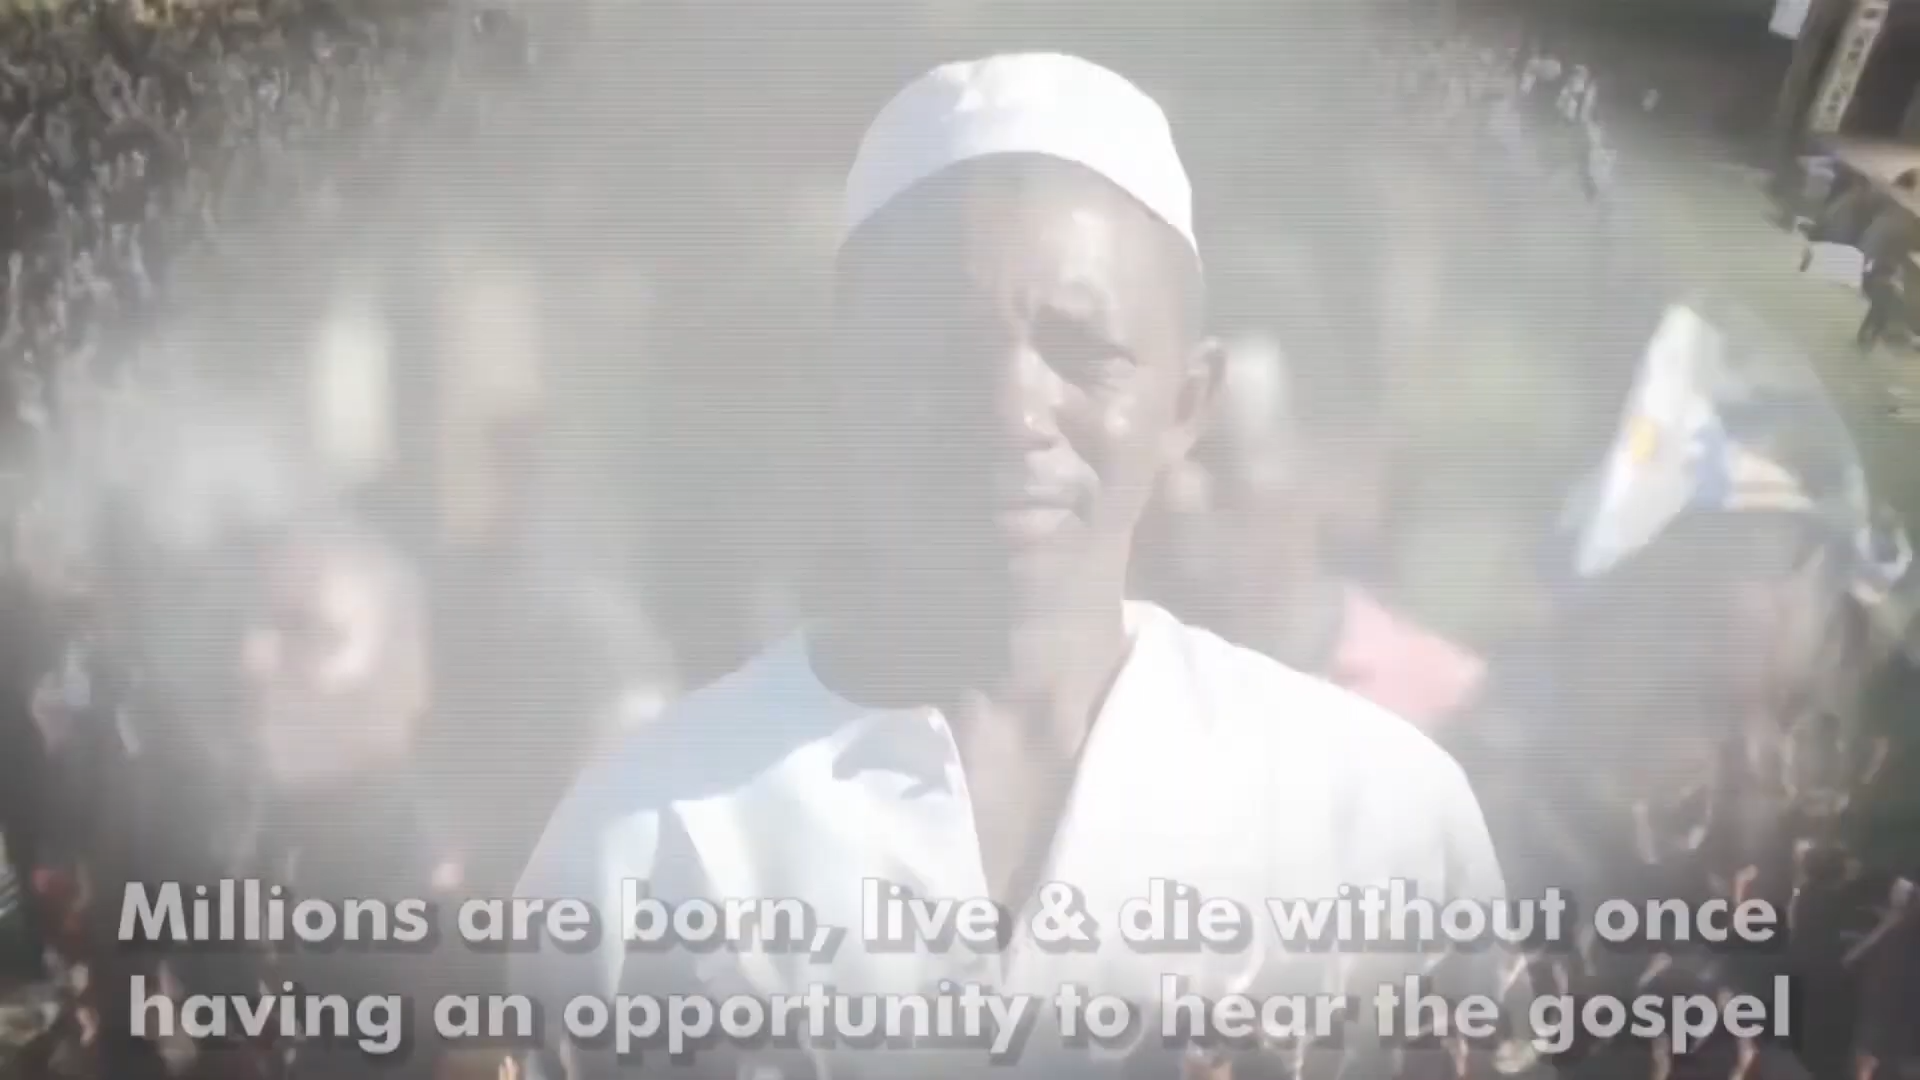 Millions are born, live & die without once
having an opportunity to hear the gospel